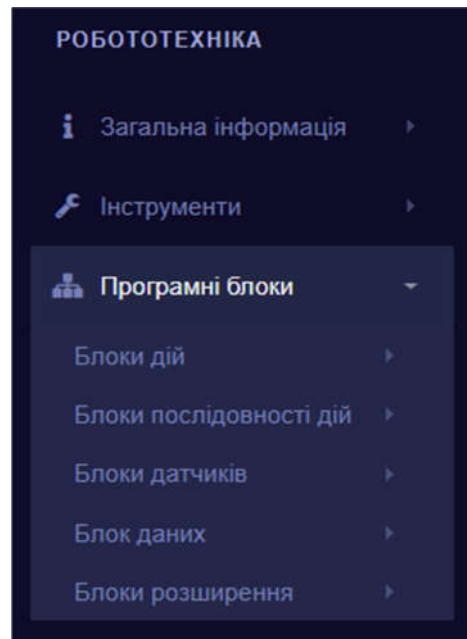 РОБОТОТЕХНІКА
Загальна інформація
Інструменти
Програмні блоки
Блоки дій
Блоки послідовності дій
Блоки датчиків
Блок даних
Блоки розширення